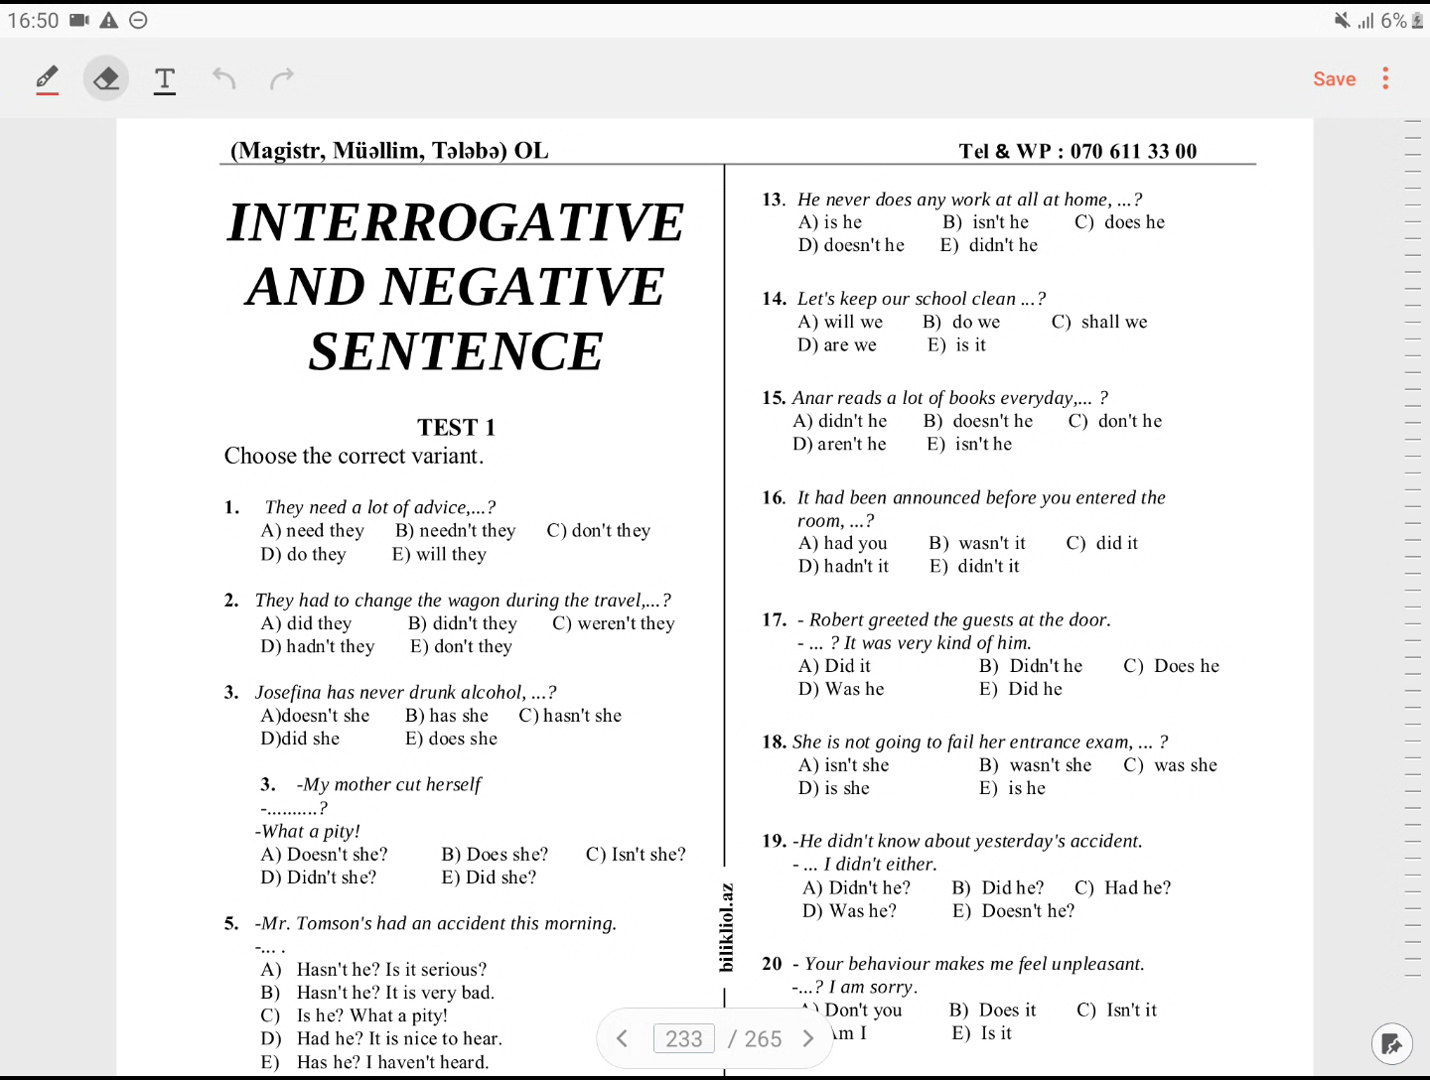 16:50
6%
T
Save
(Magistr, Müəllim, Tələbə) OL
Tel & WP : 070 611 33 00
INTERROGATIVE
AND NEGATIVE
SENTENCE
TEST 1
Choose the correct variant.
1. They need a lot of advice,...?
A) need they B) needn't they C) don't they
D) do they E) will they
2. They had to change the wagon during the travel,...?
A) did they B) didn't they C) weren't they
D) hadn't they E) don't they
3. Josefina has never drunk alcohol, ...?
A)doesn't she B) has she C) hasn't she
D)did she E) does she
3. -My mother cut herself
-..........?
-What a pity!
A) Doesn't she? B) Does she? C) Isn't she?
D) Didn't she? E) Did she?
5. -Mr. Tomson's had an accident this morning.
-... .
A) Hasn't he? Is it serious?
B) Hasn't he? It is very bad.
C) Is he? What a pity!
D) Had he? It is nice to hear.
E) Has he? I haven't heard.
bilikliol.az
13. He never does any work at all at home, ...?
A) is he B) isn't he C) does he
D) doesn't he E) didn't he
14. Let's keep our school clean ...?
A) will we B) do we C) shall we
D) are we E) is it
15. Anar reads a lot of books everyday,... ?
A) didn't he B) doesn't he C) don't he
D) aren't he E) isn't he
16. It had been announced before you entered the
room, ...?
A) had you B) wasn't it C) did it
D) hadn't it E) didn't it
17. - Robert greeted the guests at the door.
- ... ? It was very kind of him.
A) Did it B) Didn't he C) Does he
D) Was he E) Did he
18. She is not going to fail her entrance exam, ... ?
A) isn't she B) wasn't she C) was she
D) is she E) is he
19. -He didn't know about yesterday's accident.
- ... I didn't either.
A) Didn't he? B) Did he? C) Had he?
D) Was he? E) Doesn't he?
20 - Your behaviour makes me feel unpleasant.
-...? I am sorry.
Don't you B) Does it C) Isn't it
m I E) Is it
233 / 265